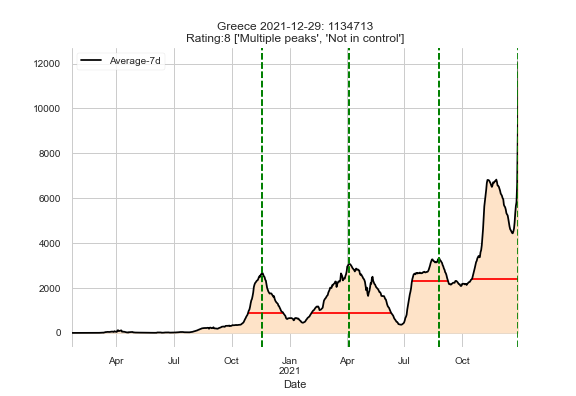 Greece 2021-12-29: 1134713
Rating:8 ['Multiple peaks', 'Not in control']
Average-7d
12000
10000
8000
6000
4000
2000
0
Apr Jul Oct Jan Apr Jul Oct
2021
Date